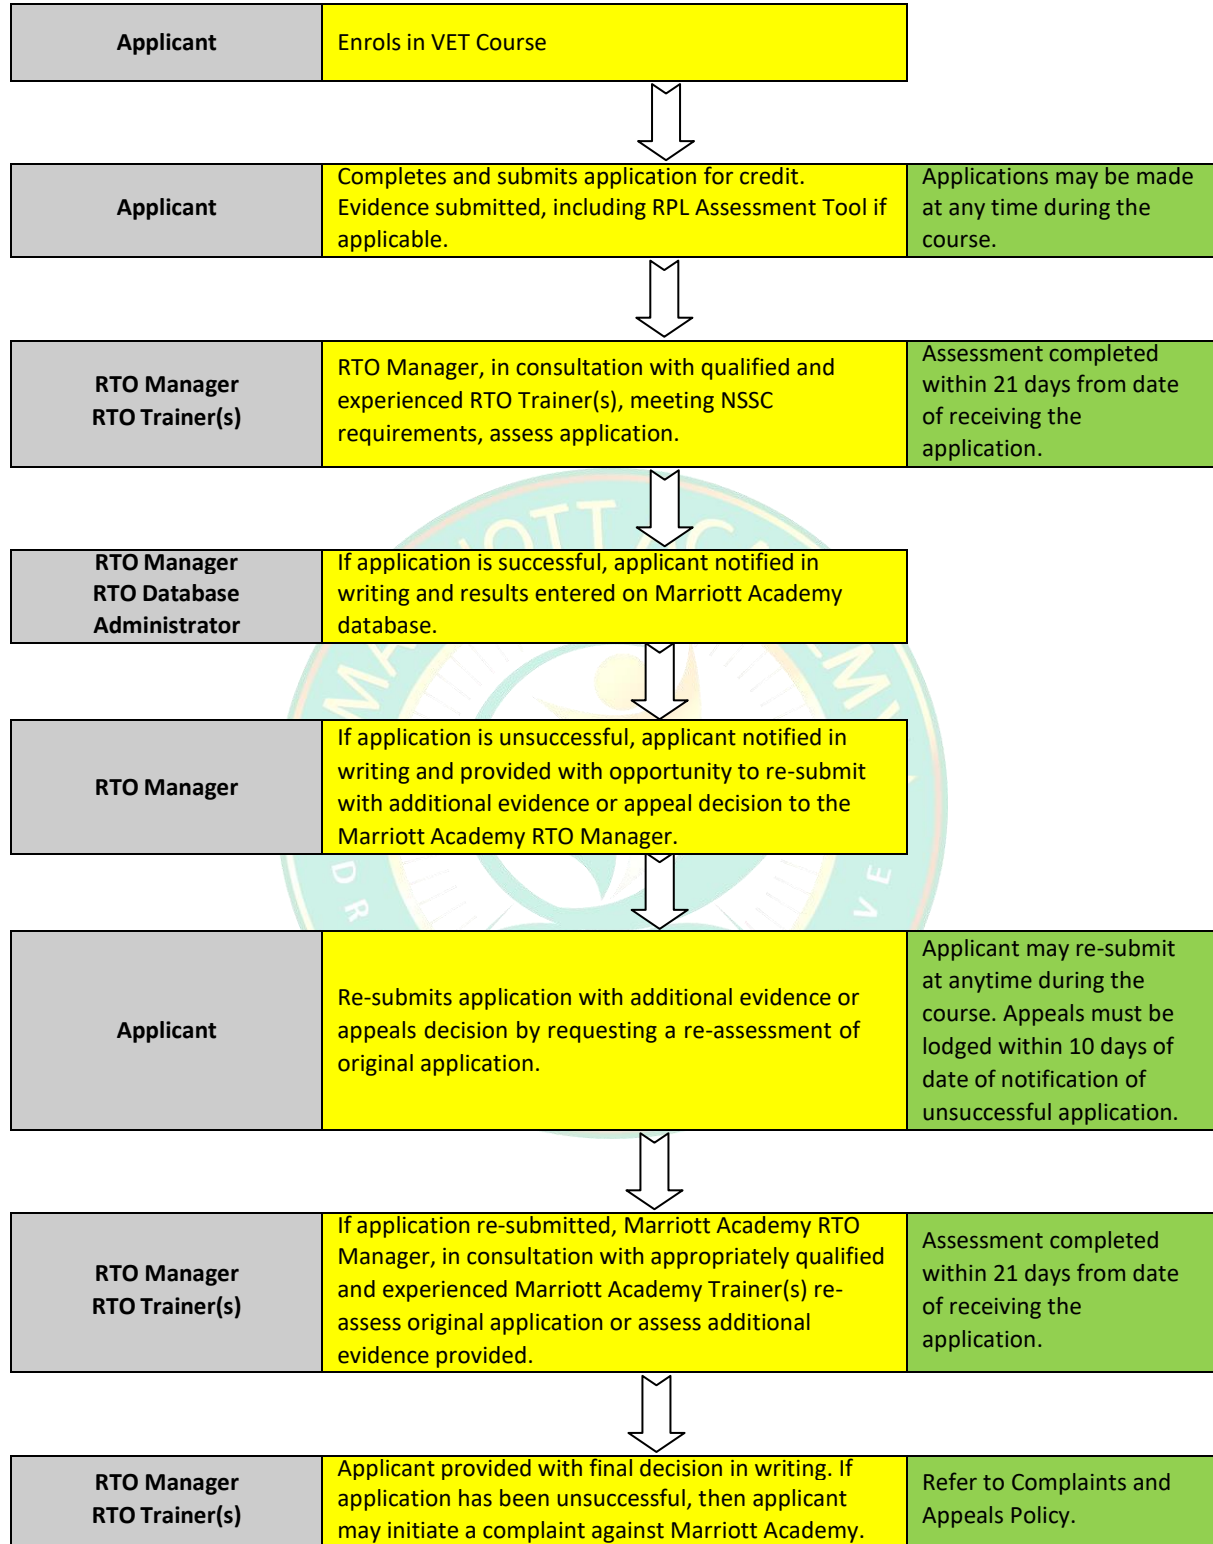 Applicant
Enrols in VET Course
Applicant
Completes and submits application for credit.
Evidence submitted, including RPL Assessment Tool if
applicable.
Applications may be made
at any time during the
course.
RTO Manager
RTO Trainer(s)
RTO Manager, in consultation with qualified and
experienced RTO Trainer(s), meeting NSSC
requirements, assess application.
Assessment completed
within 21 days from date
of receiving the
application.
RTO Manager
RTO Database
Administrator
If application is successful, applicant notified in
writing and results entered on Marriott Academy
database.
RTO Manager
If application is unsuccessful, applicant notified in
writing and provided with opportunity to re-submit
with additional evidence or appeal decision to the
Marriott Academy RTO Manager.
Applicant
Re-submits application with additional evidence or
appeals decision by requesting a re-assessment of
original application.
Applicant may re-submit
at anytime during the
course. Appeals must be
lodged within 10 days of
date of notification of
unsuccessful application.
RTO Manager
RTO Trainer(s)
If application re-submitted, Marriott Academy RTO
Manager, in consultation with appropriately qualified
and experienced Marriott Academy Trainer(s) re-
assess original application or assess additional
evidence provided.
Assessment completed
within 21 days from date
of receiving the
application.
RTO Manager
RTO Trainer(s)
Applicant provided with final decision in writing. If
application has been unsuccessful, then applicant
may initiate a complaint against Marriott Academy.
Refer to Complaints and
Appeals Policy.